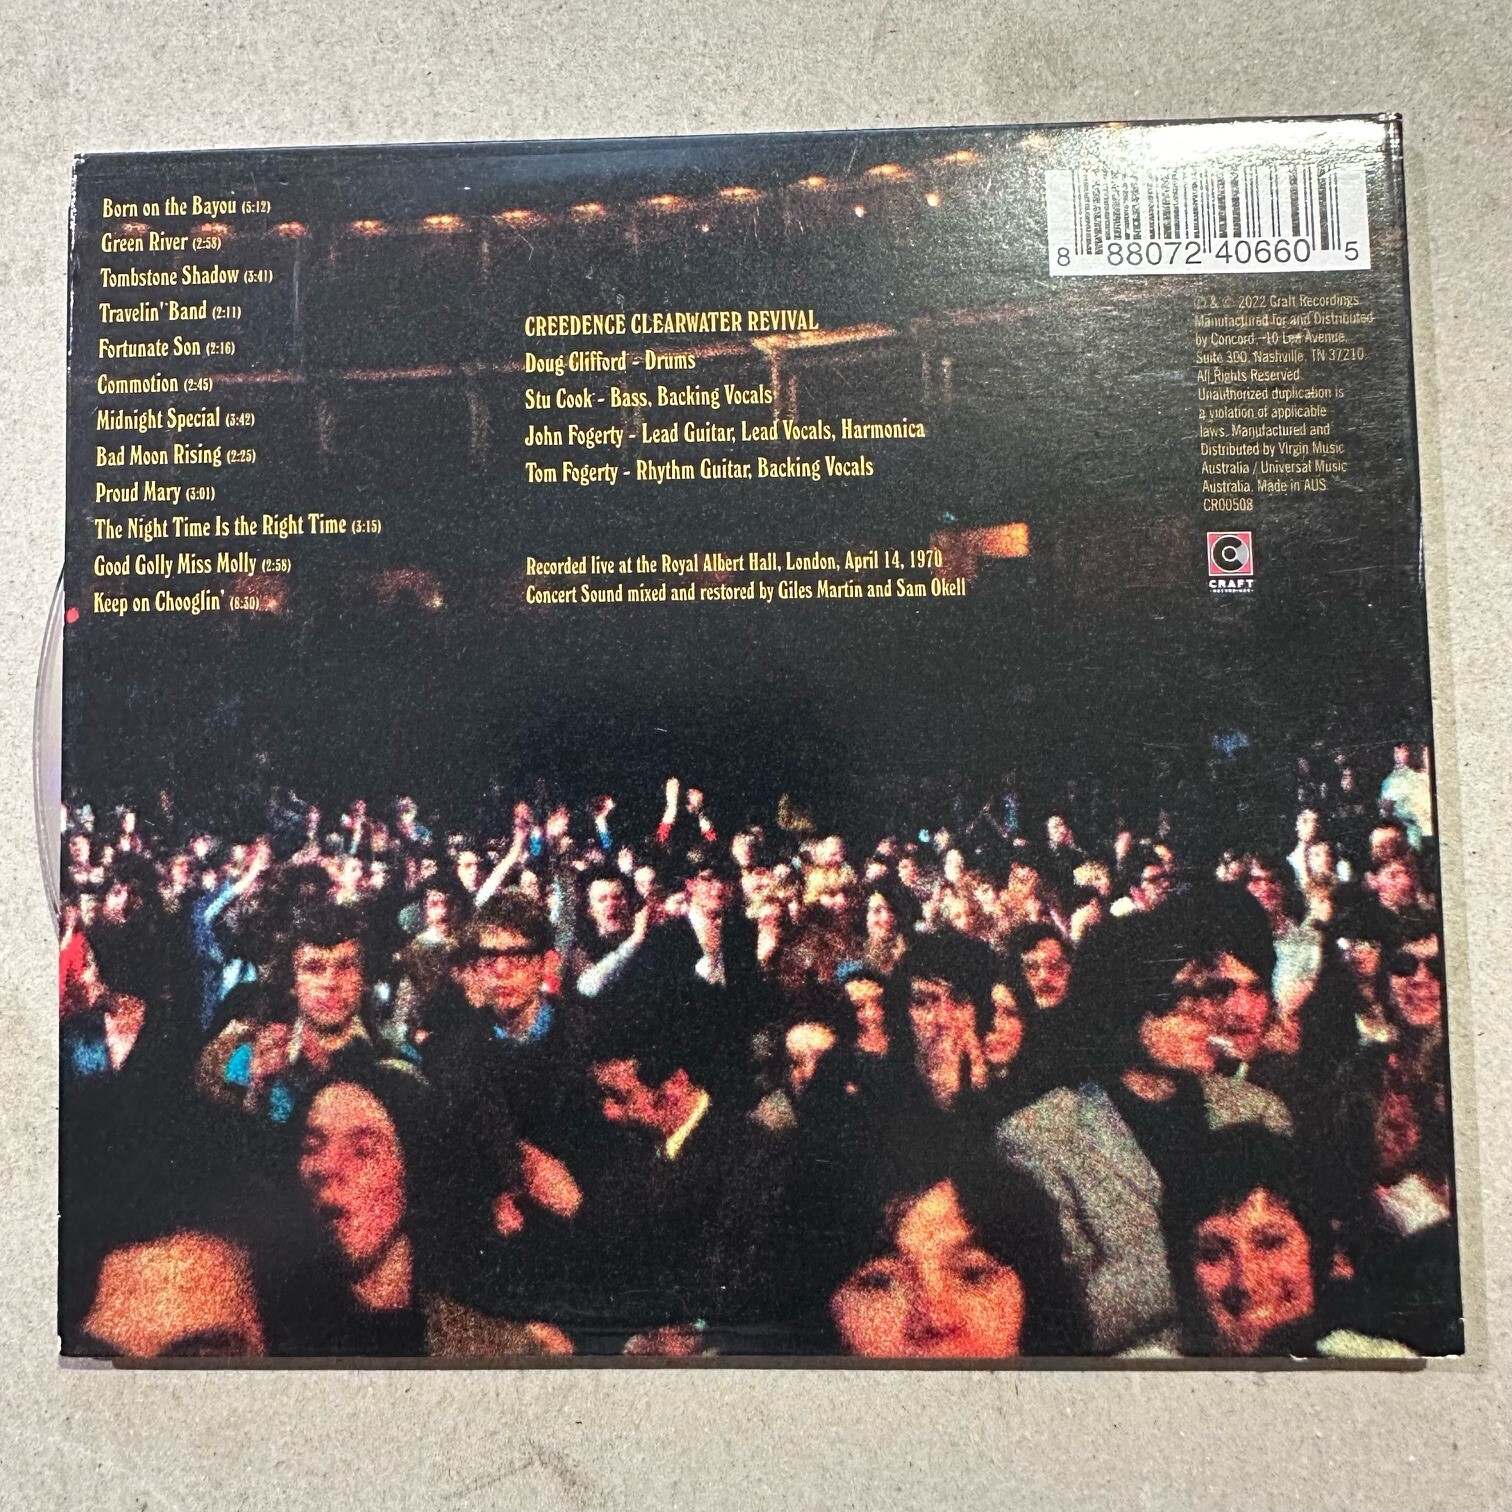 Born on the Bayou (5:12)
Green River (2:58)
Tombstone Shadow (3:41)
Travelin' Band (2:11)
Fortunate Son (2:16)
Commotion (2:45)
Midnight Special (3:42)
Bad Moon Rising (2:25)
Proud Mary (3:01)
The Night Time Is the Right Time (3:15)
Good Golly Miss Molly (2:58)
Keep on Chooglin' (8:30)
CREEDENCE CLEARWATER REVIVAL
Doug Clifford - Drums
Stu Cook - Bass, Backing Vocals
John Fogerty - Lead Guitar, Lead Vocals, Harmonica
Tom Fogerty - Rhythm Guitar, Backing Vocals
Recorded live at the Royal Albert Hall, London, April 14, 1970
Concert Sound mixed and restored by Giles Martin and Sam Okell
8 88072 40660 5
℗ & © 2022 Craft Recordings.
Manufactured for and Distributed
by Concord, 10 Lea Avenue,
Suite 300, Nashville, TN 37210.
All Rights Reserved.
Unauthorized duplication is
a violation of applicable
laws. Manufactured and
Distributed by Virgin Music
Australia / Universal Music
Australia. Made in AUS
CR00508
CRAFT
RECORDINGS